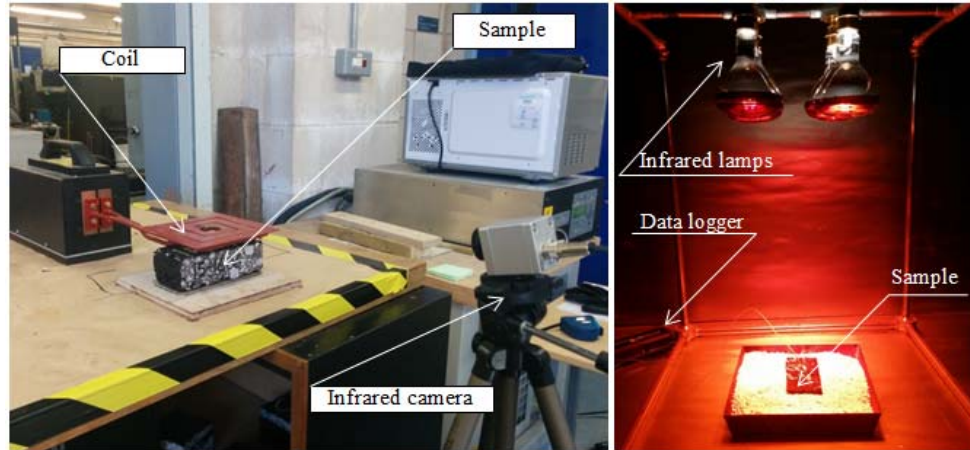 Coil
Sample
Infrared camera
Infrared lamps
Data logger
Sample